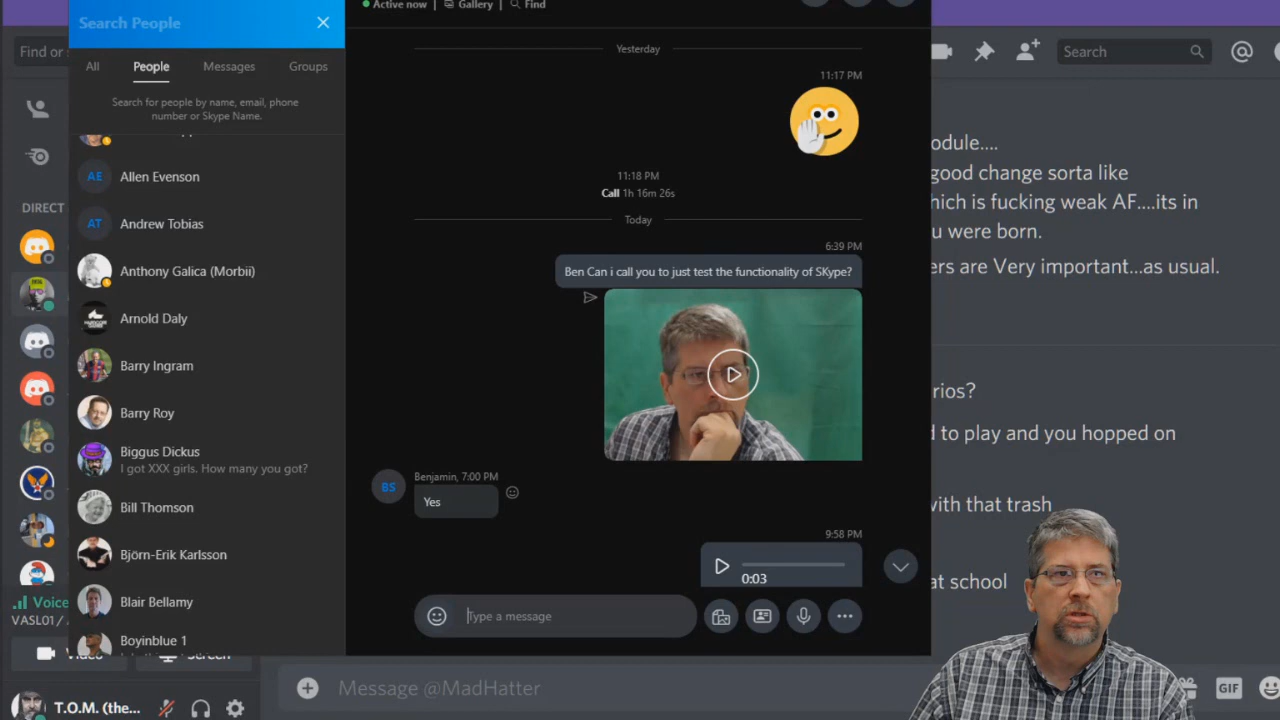 Search People
Active now | Gallery | Find
Find or
Search
All People Messages Groups
Search for people by name, email, phone
number or Skype Name.
DIRECT
Allen Evenson
Andrew Tobias
Anthony Galica (Morbii)
Arnold Daly
Barry Ingram
Barry Roy
Biggus Dickus
I got XXX girls. How many you got?
Bill Thomson
Björn-Erik Karlsson
Blair Bellamy
Boyinblue 1
AE
AT
Voice
VASL01/
Screen
T.O.M. (the...
Yesterday
11:17 PM
11:18 PM
Call 1h 16m 26s
Today
6:39 PM
Ben Can i call you to just test the functionality of SKype?
Benjamin, 7:00 PM
BS
Yes
9:58 PM
0:03
Type a message
Message @MadHatter
GIF
odule....
good change sorta like
hich is fucking weak AF....its in
u were born.
ers are Very important...as usual.
rios?
d to play and you hopped on
with that trash
at school